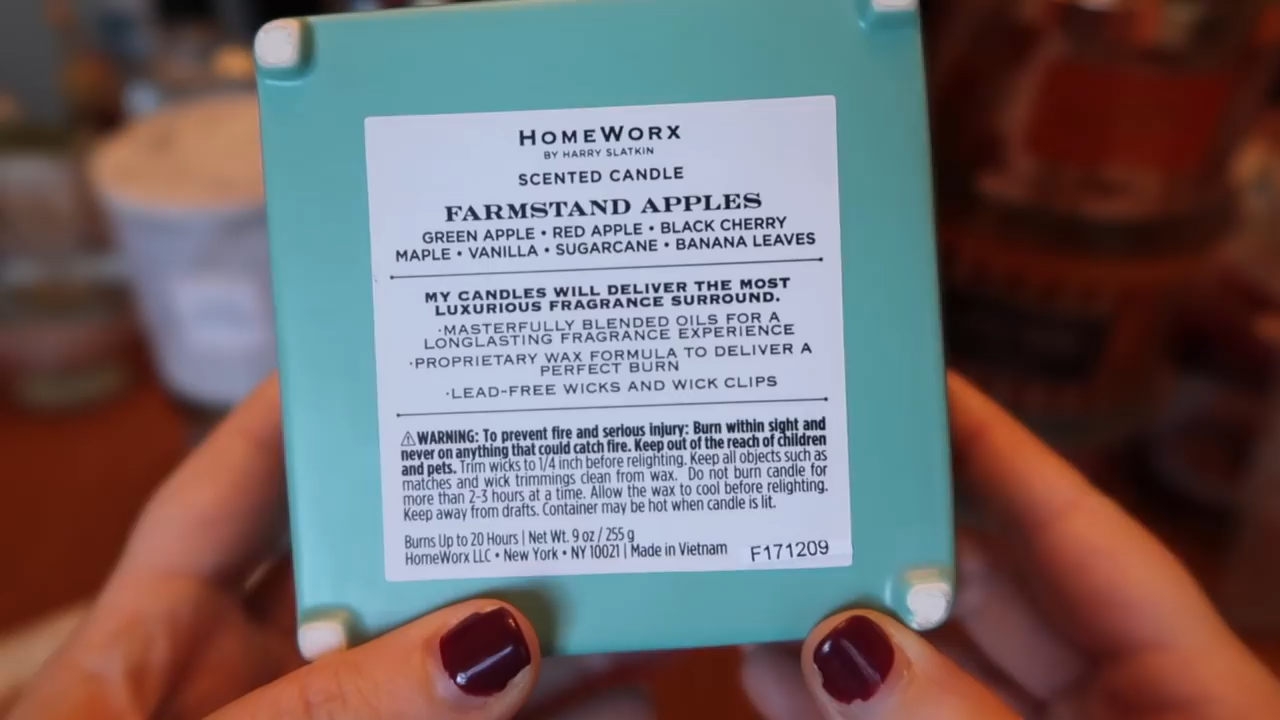 HOMEWORX
BY HARRY SLATKIN
SCENTED CANDLE
FARMSTAND APPLES
GREEN APPLE • RED APPLE • BLACK CHERRY
MAPLE • VANILLA • SUGARCANE • BANANA LEAVES
MY CANDLES WILL DELIVER THE MOST
LUXURIOUS FRAGRANCE SURROUND.
·MASTERFULLY BLENDED OILS FOR A
LONGLASTING FRAGRANCE EXPERIENCE
·PROPRIETARY WAX FORMULA TO DELIVER A
PERFECT BURN
·LEAD-FREE WICKS AND WICK CLIPS
⚠WARNING: To prevent fire and serious injury: Burn within sight and
never on anything that could catch fire. Keep out of the reach of children
and pets. Trim wicks to 1/4 inch before relighting. Keep all objects such as
matches and wick trimmings clean from wax. Do not burn candle for
more than 2-3 hours at a time. Allow the wax to cool before relighting.
Keep away from drafts. Container may be hot when candle is lit.
Burns Up to 20 Hours | Net Wt. 9 oz / 255 g
HomeWorx LLC • New York • NY 10021 | Made in Vietnam F171209